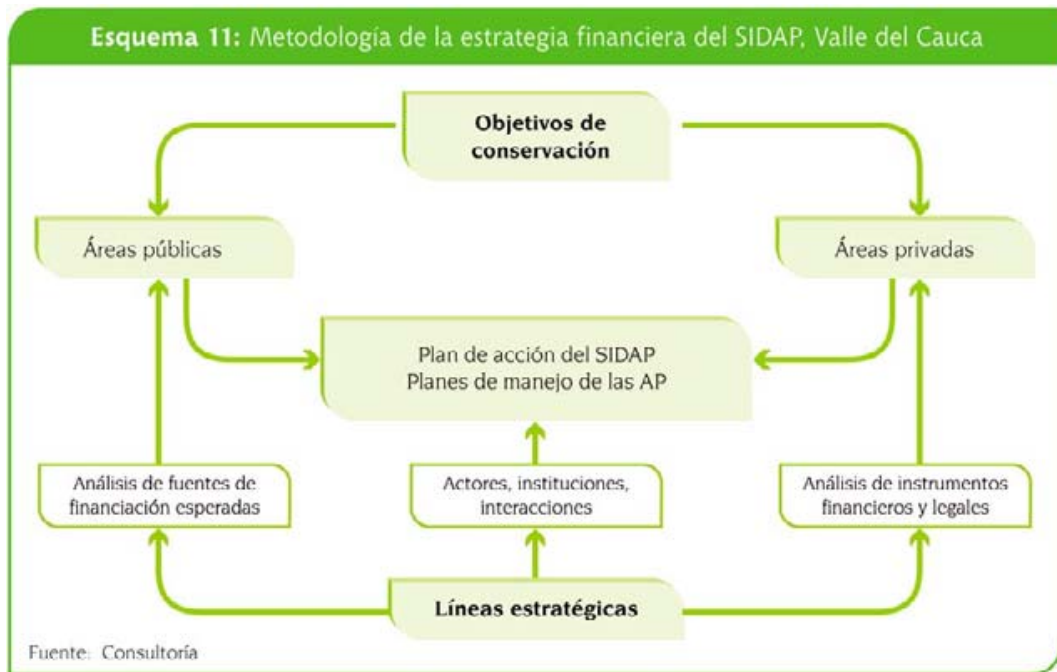 Esquema 11: Metodología de la estrategia financiera del SIDAP, Valle del Cauca
Objetivos de
conservación
Áreas públicas
Áreas privadas
Plan de acción del SIDAP
Planes de manejo de las AP
Análisis de fuentes de
financiación esperadas
Actores, instituciones,
interacciones
Análisis de instrumentos
financieros y legales
Líneas estratégicas
Fuente: Consultoría